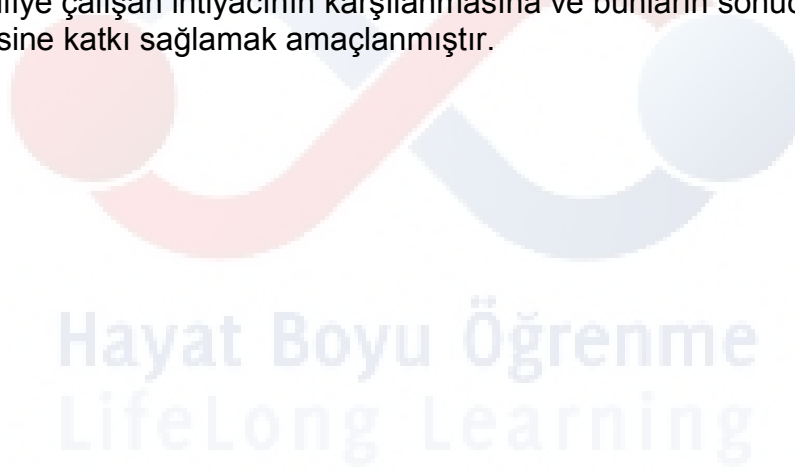 çalışan ihtiyacının karşılanmasına ve bunların
sine katkı sağlamak amaçlanmıştır.
Hayat Boyu Öğrenme
LifeLong Learning